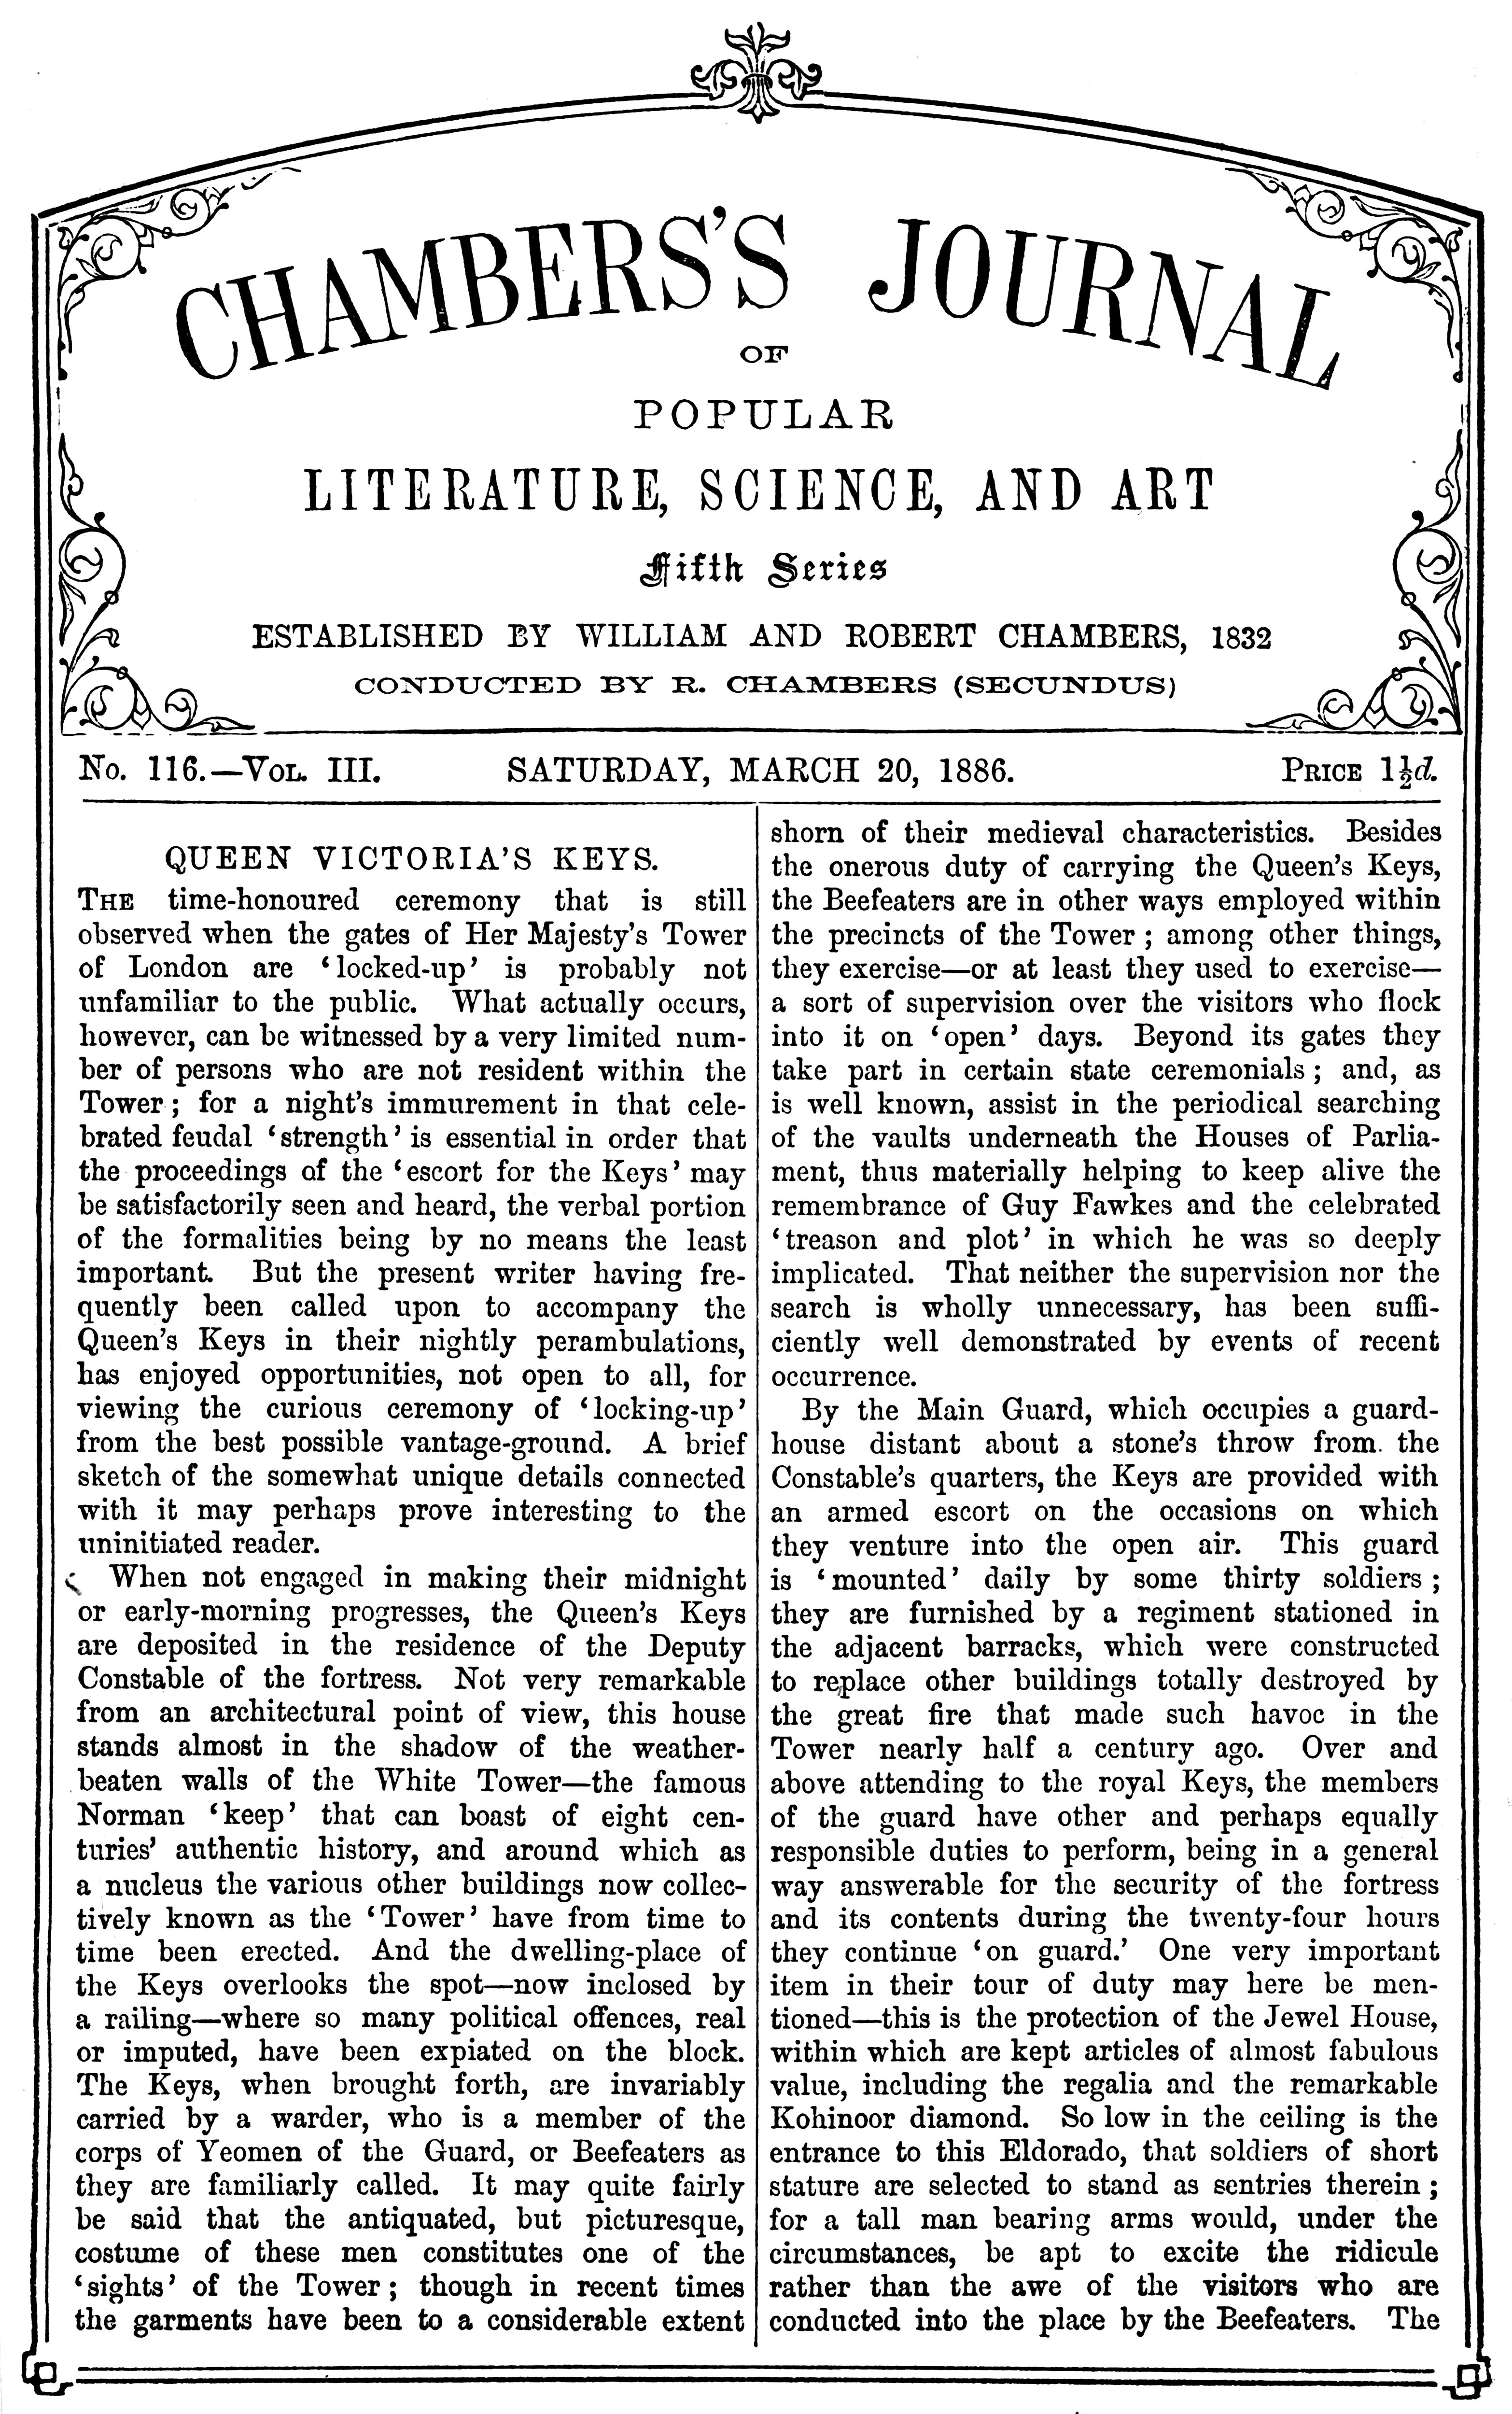 CHAMBERS'S JOURNAL
OF
POPULAR
LITERATURE, SCIENCE, AND ART
Fifth Series
ESTABLISHED BY WILLIAM AND ROBERT CHAMBERS, 1832
CONDUCTED BY R. CHAMBERS (SECUNDUS)
No. 116.—Vol. III. SATURDAY, MARCH 20, 1886. Price 1½d.
QUEEN VICTORIA'S KEYS.
The time-honoured ceremony that is still
observed when the gates of Her Majesty's Tower
of London are 'locked-up' is probably not
unfamiliar to the public. What actually occurs,
however, can be witnessed by a very limited num-
ber of persons who are not resident within the
Tower; for a night's immurement in that cele-
brated feudal 'strength' is essential in order that
the proceedings of the 'escort for the Keys' may
be satisfactorily seen and heard, the verbal portion
of the formalities being by no means the least
important. But the present writer having fre-
quently been called upon to accompany the
Queen's Keys in their nightly perambulations,
has enjoyed opportunities, not open to all, for
viewing the curious ceremony of 'locking-up'
from the best possible vantage-ground. A brief
sketch of the somewhat unique details connected
with it may perhaps prove interesting to the
uninitiated reader.
When not engaged in making their midnight
or early-morning progresses, the Queen's Keys
are deposited in the residence of the Deputy
Constable of the fortress. Not very remarkable
from an architectural point of view, this house
stands almost in the shadow of the weather-
beaten walls of the White Tower—the famous
Norman 'keep' that can boast of eight cen-
turies' authentic history, and around which as
a nucleus the various other buildings now collec-
tively known as the 'Tower' have from time to
time been erected. And the dwelling-place of
the Keys overlooks the spot—now inclosed by
a railing—where so many political offences, real
or imputed, have been expiated on the block.
The Keys, when brought forth, are invariably
carried by a warder, who is a member of the
corps of Yeomen of the Guard, or Beefeaters as
they are familiarly called. It may quite fairly
be said that the antiquated, but picturesque,
costume of these men constitutes one of the
'sights' of the Tower; though in recent times
the garments have been to a considerable extent
shorn of their medieval characteristics. Besides
the onerous duty of carrying the Queen's Keys,
the Beefeaters are in other ways employed within
the precincts of the Tower; among other things,
they exercise—or at least they used to exercise—
a sort of supervision over the visitors who flock
into it on 'open' days. Beyond its gates they
take part in certain state ceremonials; and, as
is well known, assist in the periodical searching
of the vaults underneath the Houses of Parlia-
ment, thus materially helping to keep alive the
remembrance of Guy Fawkes and the celebrated
'treason and plot' in which he was so deeply
implicated. That neither the supervision nor the
search is wholly unnecessary, has been suffi-
ciently well demonstrated by events of recent
occurrence.
By the Main Guard, which occupies a guard-
house distant about a stone's throw from the
Constable's quarters, the Keys are provided with
an armed escort on the occasions on which
they venture into the open air. This guard
is 'mounted' daily by some thirty soldiers;
they are furnished by a regiment stationed in
the adjacent barracks, which were constructed
to replace other buildings totally destroyed by
the great fire that made such havoc in the
Tower nearly half a century ago. Over and
above attending to the royal Keys, the members
of the guard have other and perhaps equally
responsible duties to perform, being in a general
way answerable for the security of the fortress
and its contents during the twenty-four hours
they continue 'on guard.' One very important
item in their tour of duty may here be men-
tioned—this is the protection of the Jewel House,
within which are kept articles of almost fabulous
value, including the regalia and the remarkable
Kohinoor diamond. So low in the ceiling is the
entrance to this Eldorado, that soldiers of short
stature are selected to stand as sentries therein;
for a tall man bearing arms would, under the
circumstances, be apt to excite the ridicule
rather than the awe of the visitors who are
conducted into the place by the Beefeaters. The